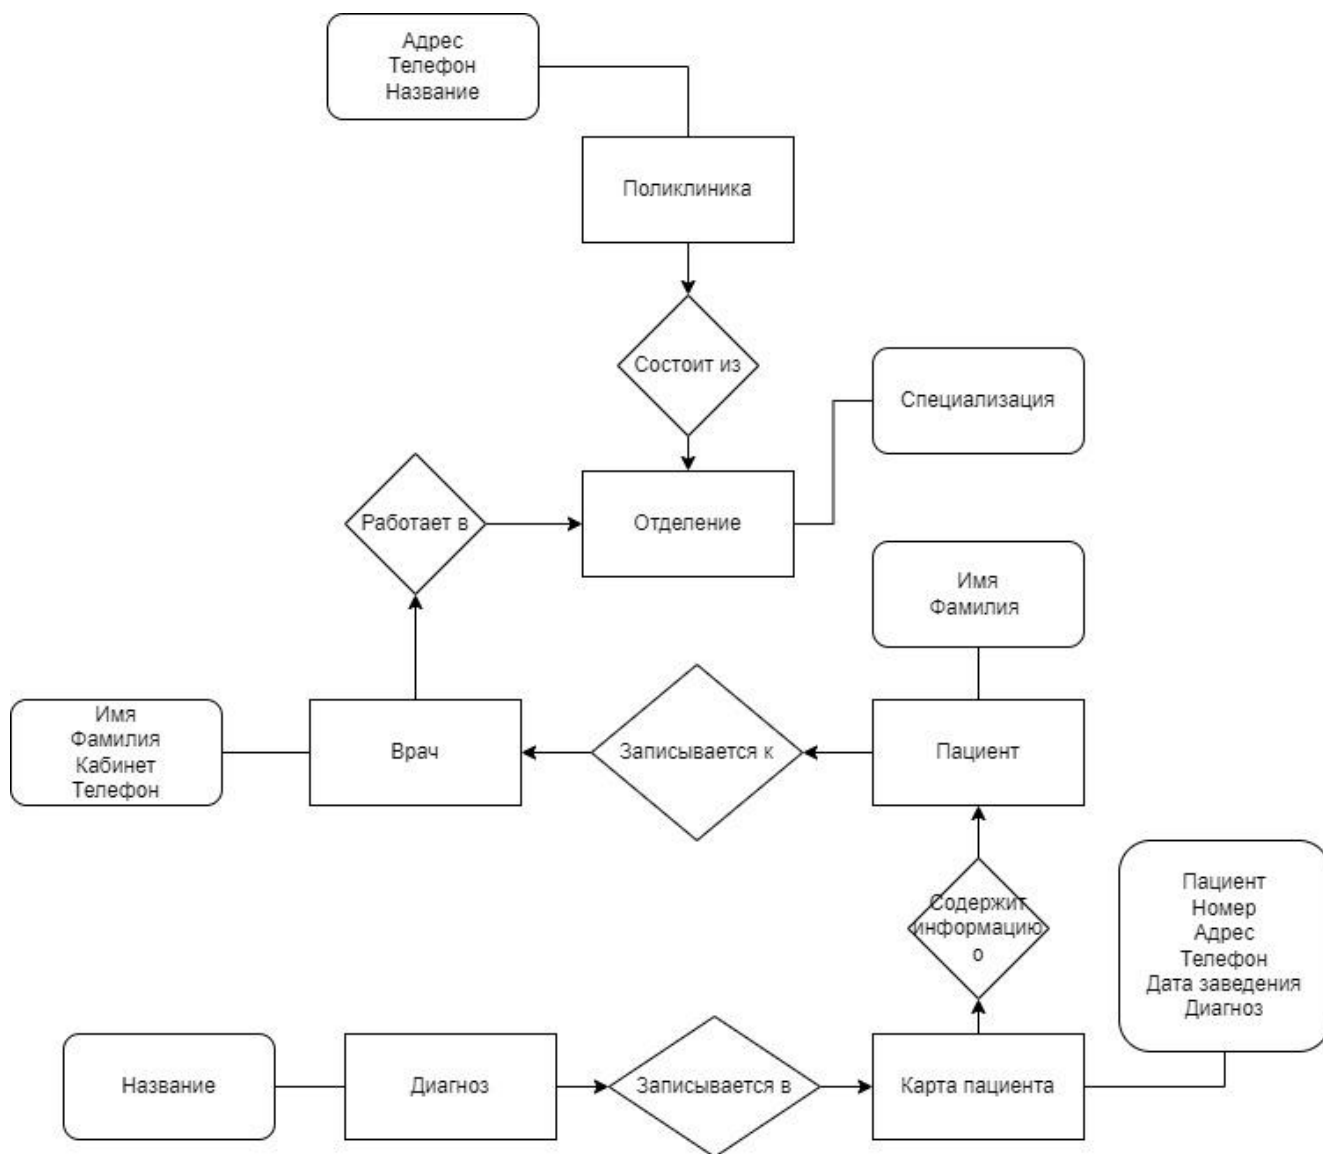 Адрес
Телефон
Название
Поликлиника
Состоит из
Специализация
Работает в
Отделение
Имя
Фамилия
Имя
Фамилия
Кабинет
Телефон
Врач
Записывается к
Пациент
Содержит
информацию
о
Пациент
Номер
Адрес
Телефон
Дата заведения
Диагноз
Название
Диагноз
Записывается в
Карта пациента